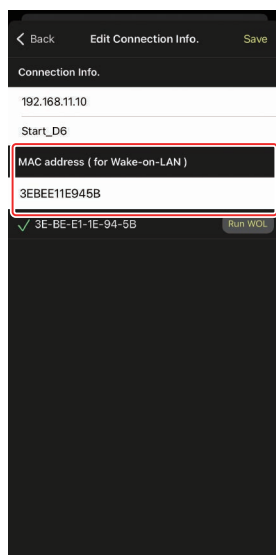 Back Edit Connection Info. Save
Connection Info.
192.168.11.10
Start_D6
MAC address ( for Wake-on-LAN )
3EBEE11E945B
3E-BE-E1-1E-94-5B Run WOL